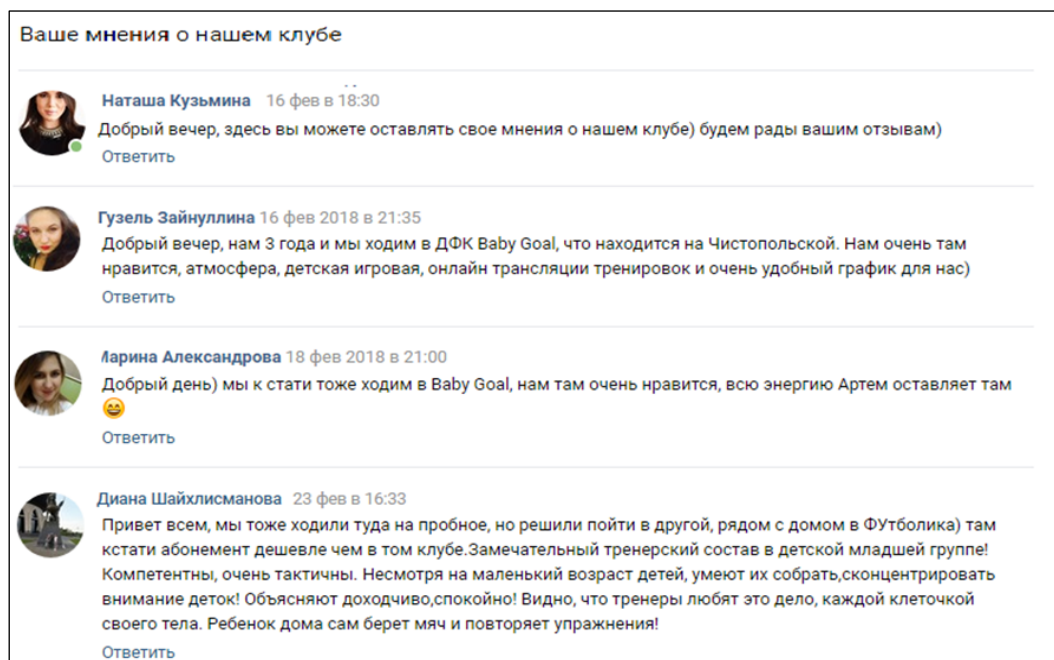 Ваше мнения о нашем клубе
Наташа Кузьмина 16 фев в 18:30
Добрый вечер, здесь вы можете оставлять свое мнения о нашем клубе) будем рады вашим отзывам)
Ответить
Гузель Зайнуллина 16 фев 2018 в 21:35
Добрый вечер, нам 3 года и мы ходим в ДФК Baby Goal, что находится на Чистопольской. Нам очень там
нравится, атмосфера, детская игровая, онлайн трансляции тренировок и очень удобный график для нас)
Ответить
Марина Александрова 18 фев 2018 в 21:00
Добрый день) мы к стати тоже ходим в Baby Goal, нам там очень нравится, всю энергию Артем оставляет там
😄
Ответить
Диана Шайхлисманова 23 фев в 16:33
Привет всем, мы тоже ходили туда на пробное, но решили пойти в другой, рядом с домом в ФУтболика) там
кстати абонемент дешевле чем в том клубе.Замечательный тренерский состав в детской младшей группе!
Компетентны, очень тактичны. Несмотря на маленький возраст детей, умеют их собрать,сконцентрировать
внимание деток! Объясняют доходчиво,спокойно! Видно, что тренеры любят это дело, каждой клеточкой
своего тела. Ребенок дома сам берет мяч и повторяет упражнения!
Ответить